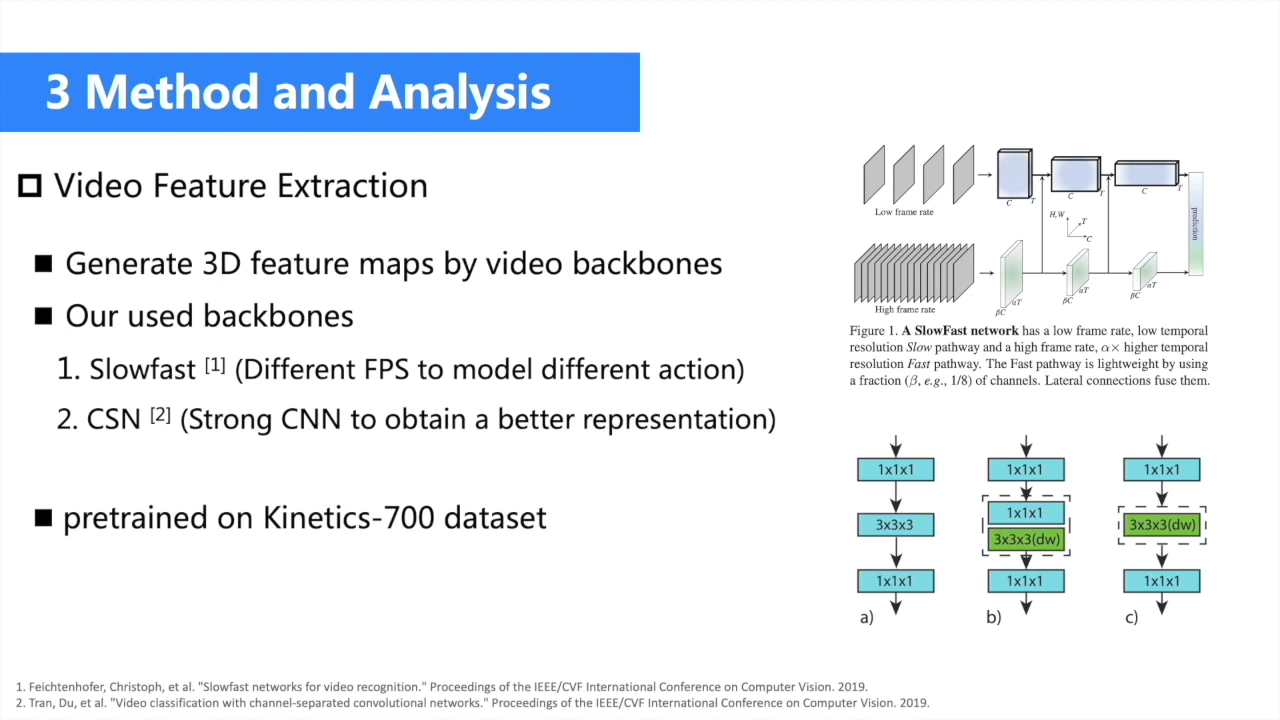 3 Method and Analysis
Video Feature Extraction
Generate 3D feature maps by video backbones
Our used backbones
1. Slowfast [1] (Different FPS to model different action)
2. CSN [2] (Strong CNN to obtain a better representation)
pretrained on Kinetics-700 dataset
C T
C T
C T
Low frame rate
H,W
T
C
prediction
High frame rate
βC αT
βC αT
βC αT
Figure 1. A SlowFast network has a low frame rate, low temporal
resolution Slow pathway and a high frame rate, α× higher temporal
resolution Fast pathway. The Fast pathway is lightweight by using
a fraction (β, e.g., 1/8) of channels. Lateral connections fuse them.
1x1x1
3x3x3
1x1x1
a)
1x1x1
1x1x1
3x3x3(dw)
1x1x1
b)
1x1x1
3x3x3(dw)
1x1x1
c)
1. Feichtenhofer, Christoph, et al. "Slowfast networks for video recognition." Proceedings of the IEEE/CVF International Conference on Computer Vision. 2019.
2. Tran, Du, et al. "Video classification with channel-separated convolutional networks." Proceedings of the IEEE/CVF International Conference on Computer Vision. 2019.